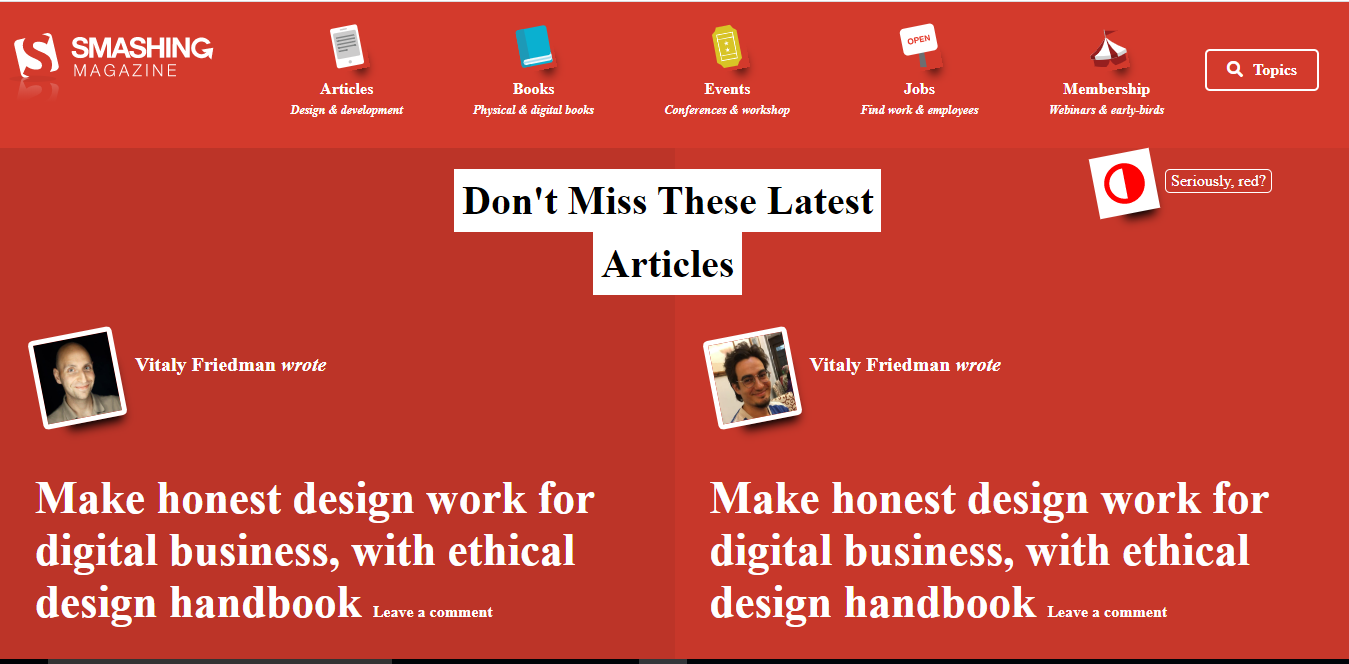 SMASHING
MAGAZINE
Articles
Design & development
Books
Physical & digital books
Events
Conferences & workshop
OPEN
Jobs
Find work & employees
Membership
Webinars & early-birds
Topics
Don't Miss These Latest
Articles
Seriously, red?
Vitaly Friedman wrote
Make honest design work for
digital business, with ethical
design handbook Leave a comment
Vitaly Friedman wrote
Make honest design work for
digital business, with ethical
design handbook Leave a comment